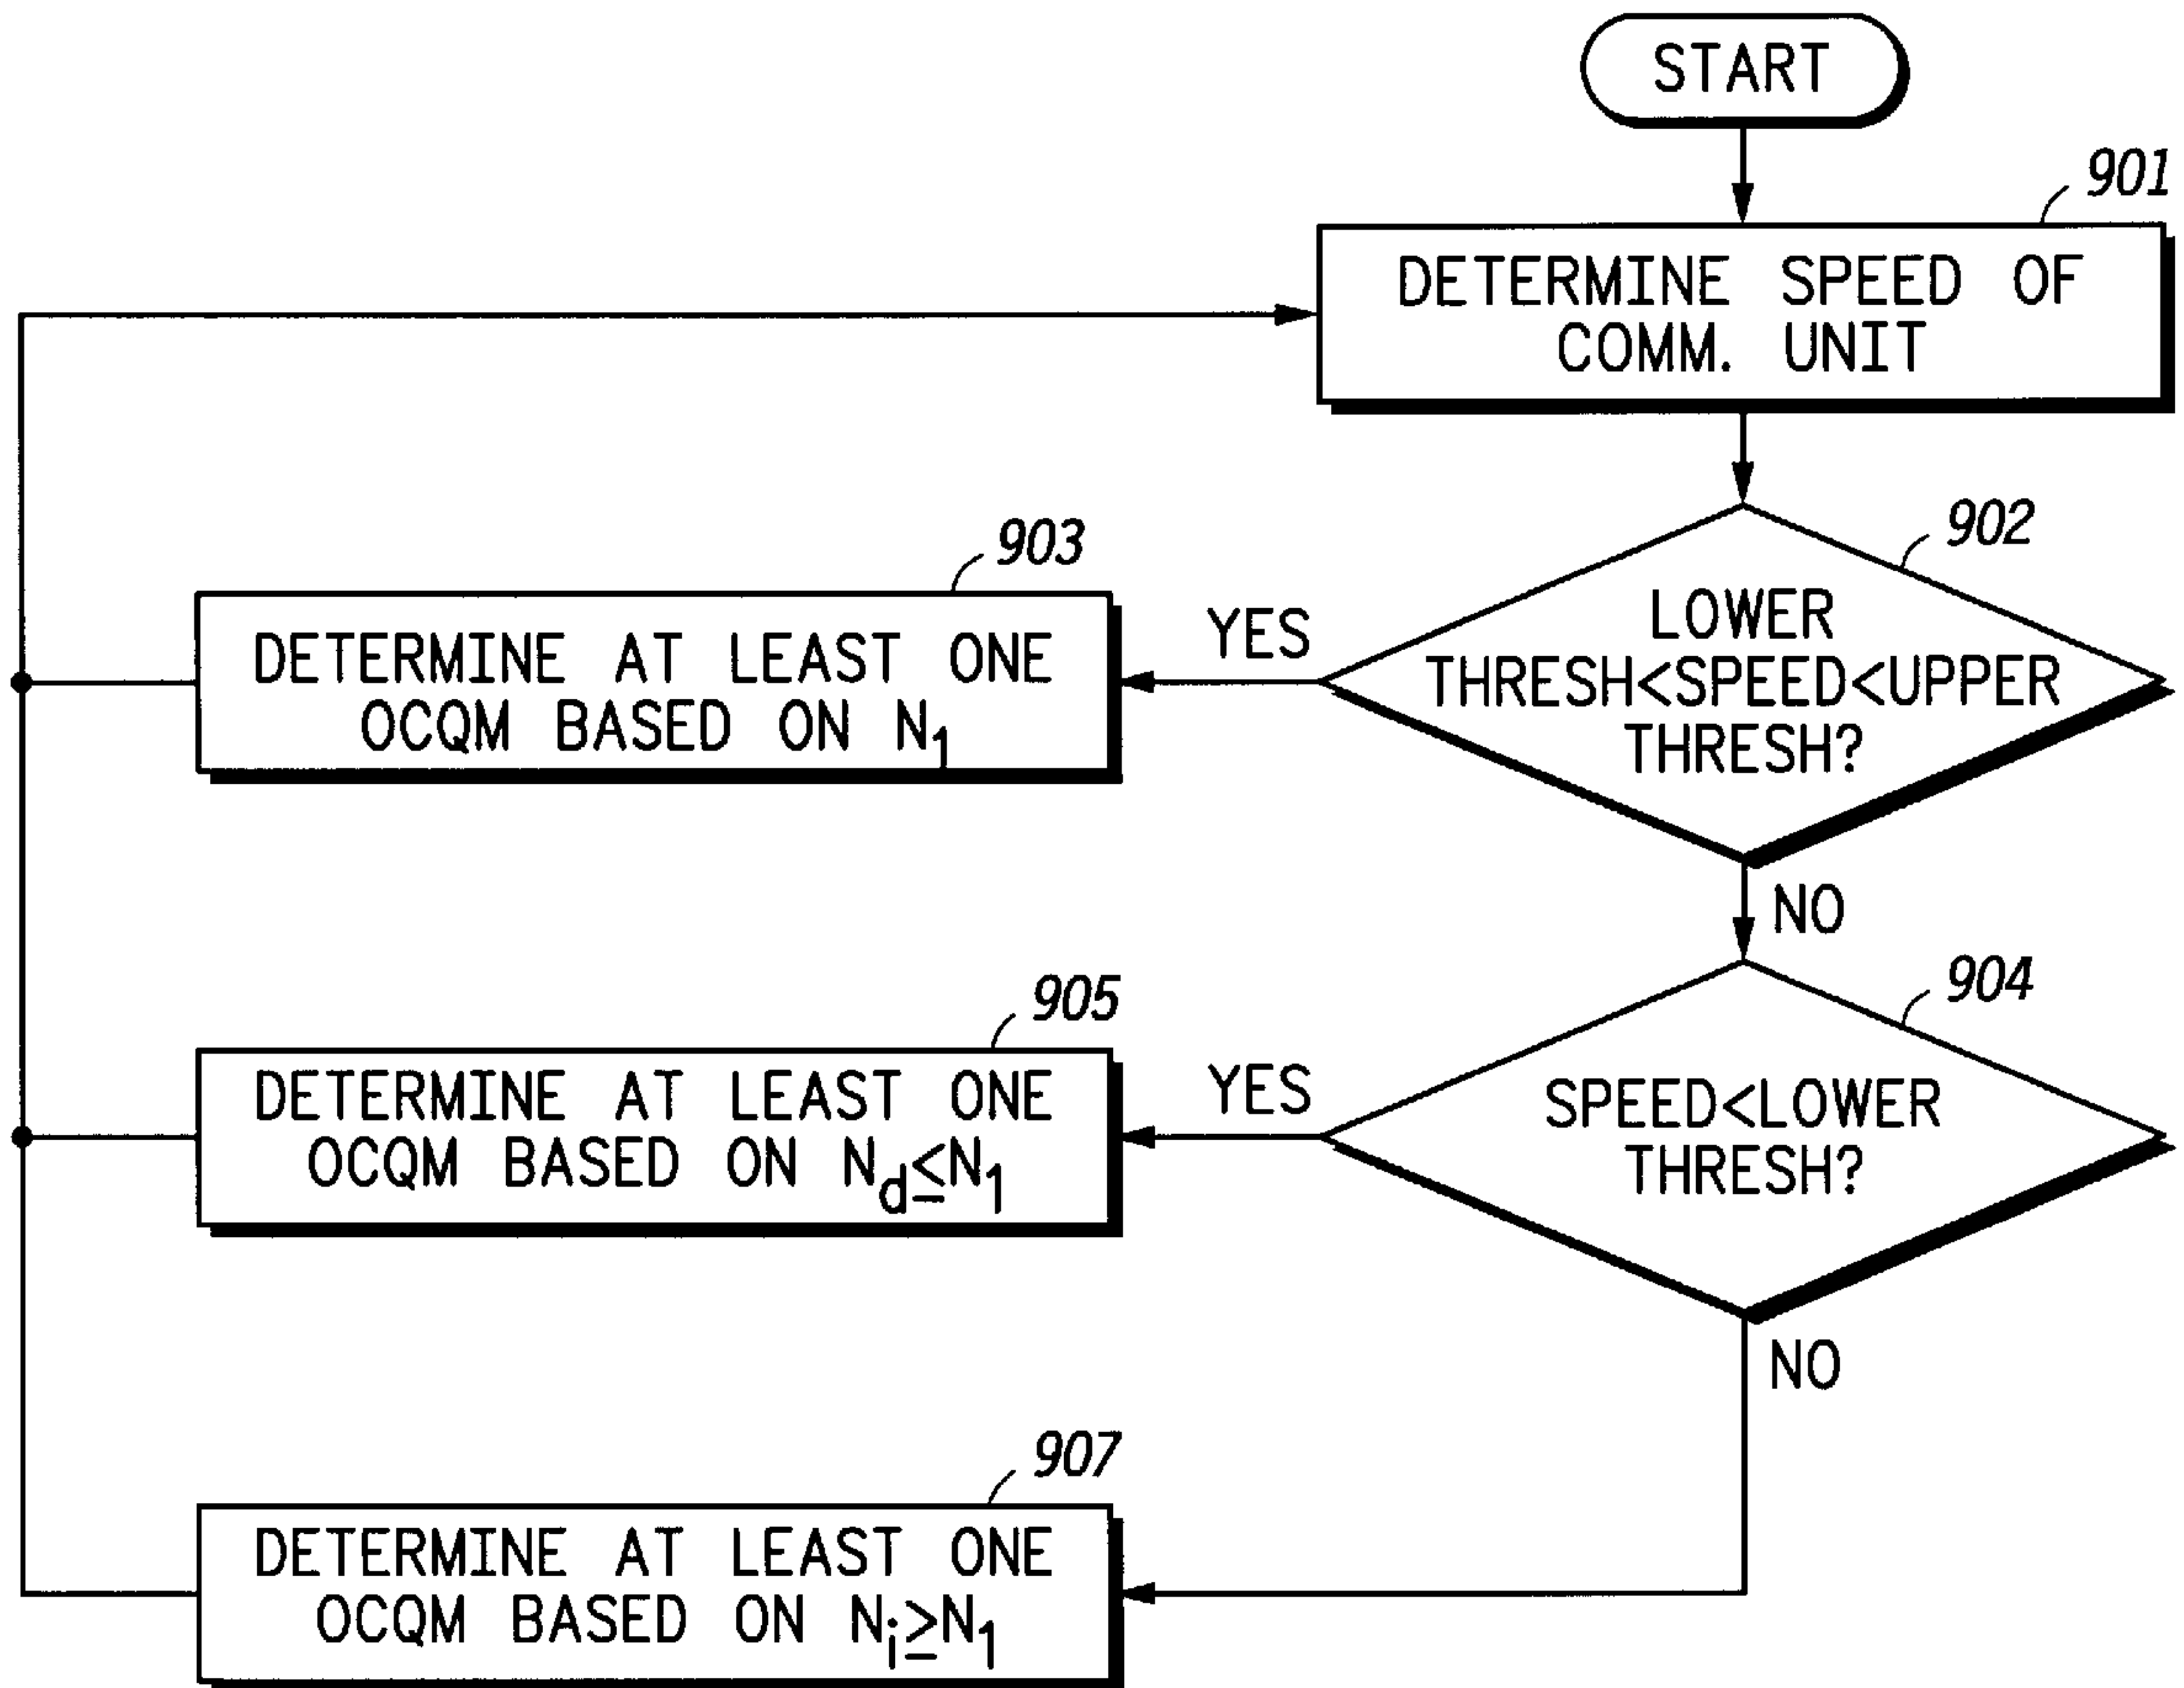 START
901
DETERMINE SPEED OF
COMM. UNIT
902
LOWER
THRESH<SPEED<UPPER
THRESH?
YES
903
DETERMINE AT LEAST ONE
OCQM BASED ON N₁
NO
904
SPEED<LOWER
THRESH?
YES
905
DETERMINE AT LEAST ONE
OCQM BASED ON N_d≤N₁
NO
907
DETERMINE AT LEAST ONE
OCQM BASED ON Nᵢ≥N₁